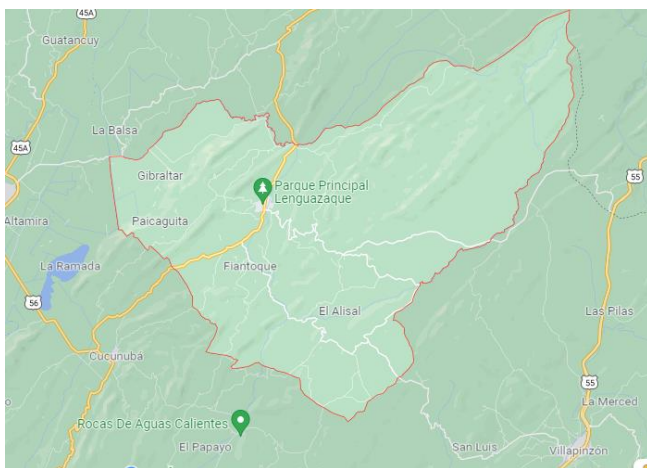 45A
Guatancuy
La Balsa
45A
Gibraltar
Parque Principal
Lenguazaque
55
Altamira
Paicaguita
La Ramada
Fiantoque
56
El Alisal
Las Pilas
Cucunubá
55
La Merced
Rocas De Aguas Calientes
El Papayo
San Luis
Villapinzón